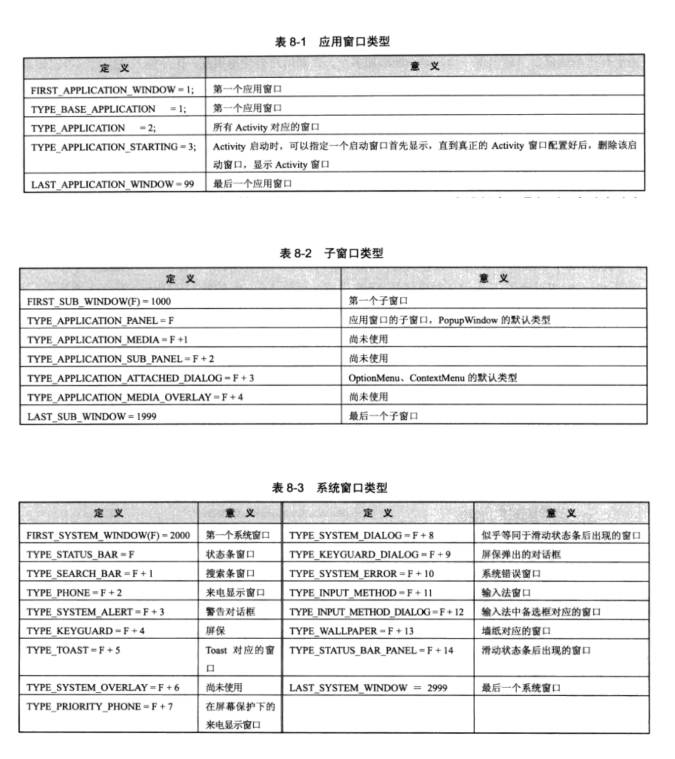 表 8-1 应用窗口类型
定 义 意 义
FIRST_APPLICATION_WINDOW = 1; 第一个应用窗口
TYPE_BASE_APPLICATION = 1; 第一个应用窗口
TYPE_APPLICATION = 2; 所有 Activity 对应的窗口
TYPE_APPLICATION_STARTING = 3; Activity 启动时，可以指定一个启动窗口首先显示，直到真正的 Activity 窗口配置好后，删除该启
动窗口，显示 Activity 窗口
LAST_APPLICATION_WINDOW = 99 最后一个应用窗口
表 8-2 子窗口类型
定 义 意 义
FIRST_SUB_WINDOW(F) = 1000 第一个子窗口
TYPE_APPLICATION_PANEL = F 应用窗口的子窗口，PopupWindow 的默认类型
TYPE_APPLICATION_MEDIA = F +1 尚未使用
TYPE_APPLICATION_SUB_PANEL = F + 2 尚未使用
TYPE_APPLICATION_ATTACHED_DIALOG = F + 3 OptionMenu、ContextMenu 的默认类型
TYPE_APPLICATION_MEDIA_OVERLAY = F + 4 尚未使用
LAST_SUB_WINDOW = 1999 最后一个子窗口
表 8-3 系统窗口类型
定 义 意 义 定 义 意 义
FIRST_SYSTEM_WINDOW(F) = 2000 第一个系统窗口 TYPE_SYSTEM_DIALOG = F + 8 似乎等同于滑动状态条后出现的窗口
TYPE_STATUS_BAR = F 状态条窗口 TYPE_KEYGUARD_DIALOG = F + 9 屏保弹出的对话框
TYPE_SEARCH_BAR = F + 1 搜索条窗口 TYPE_SYSTEM_ERROR = F + 10 系统错误窗口
TYPE_PHONE = F + 2 来电显示窗口 TYPE_INPUT_METHOD = F + 11 输入法窗口
TYPE_SYSTEM_ALERT = F + 3 警告对话框 TYPE_INPUT_METHOD_DIALOG = F + 12 输入法中备选框对应的窗口
TYPE_KEYGUARD = F + 4 屏保 TYPE_WALLPAPER = F + 13 墙纸对应的窗口
TYPE_TOAST = F + 5 Toast 对应的窗 TYPE_STATUS_BAR_PANEL = F + 14 滑动状态条后出现的窗口
口
TYPE_SYSTEM_OVERLAY = F + 6 尚未使用 LAST_SYSTEM_WINDOW = 2999 最后一个系统窗口
TYPE_PRIORITY_PHONE = F + 7 在屏幕保护下的
来电显示窗口